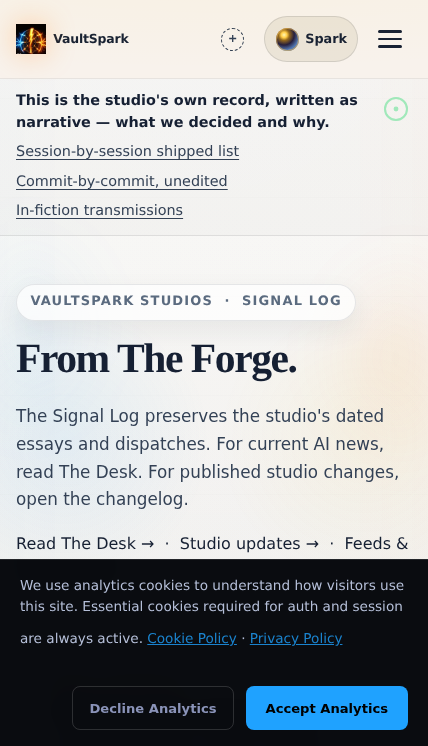 VaultSpark
+
Spark
This is the studio's own record, written as
narrative — what we decided and why.
Session-by-session shipped list
Commit-by-commit, unedited
In-fiction transmissions
VAULTSPARK STUDIOS · SIGNAL LOG
From The Forge.
The Signal Log preserves the studio's dated
essays and dispatches. For current AI news,
read The Desk. For published studio changes,
open the changelog.
Read The Desk → · Studio updates → · Feeds &
We use analytics cookies to understand how visitors use
this site. Essential cookies required for auth and session
are always active. Cookie Policy · Privacy Policy
Decline Analytics
Accept Analytics